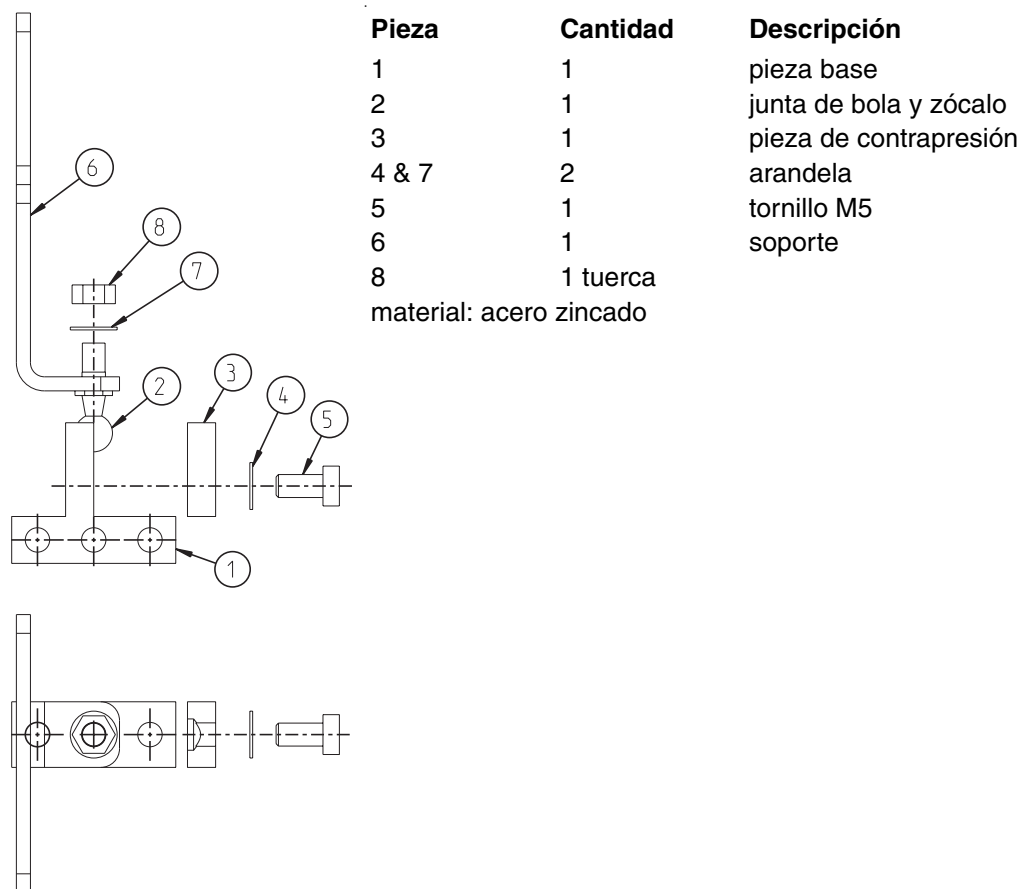 Pieza Cantidad Descripción
1 1 pieza base
2 1 junta de bola y zócalo
3 1 pieza de contrapresión
4 & 7 2 arandela
5 1 tornillo M5
6 1 soporte
8 1 tuerca
material: acero zincado
6
8
7
2
3
4
5
1